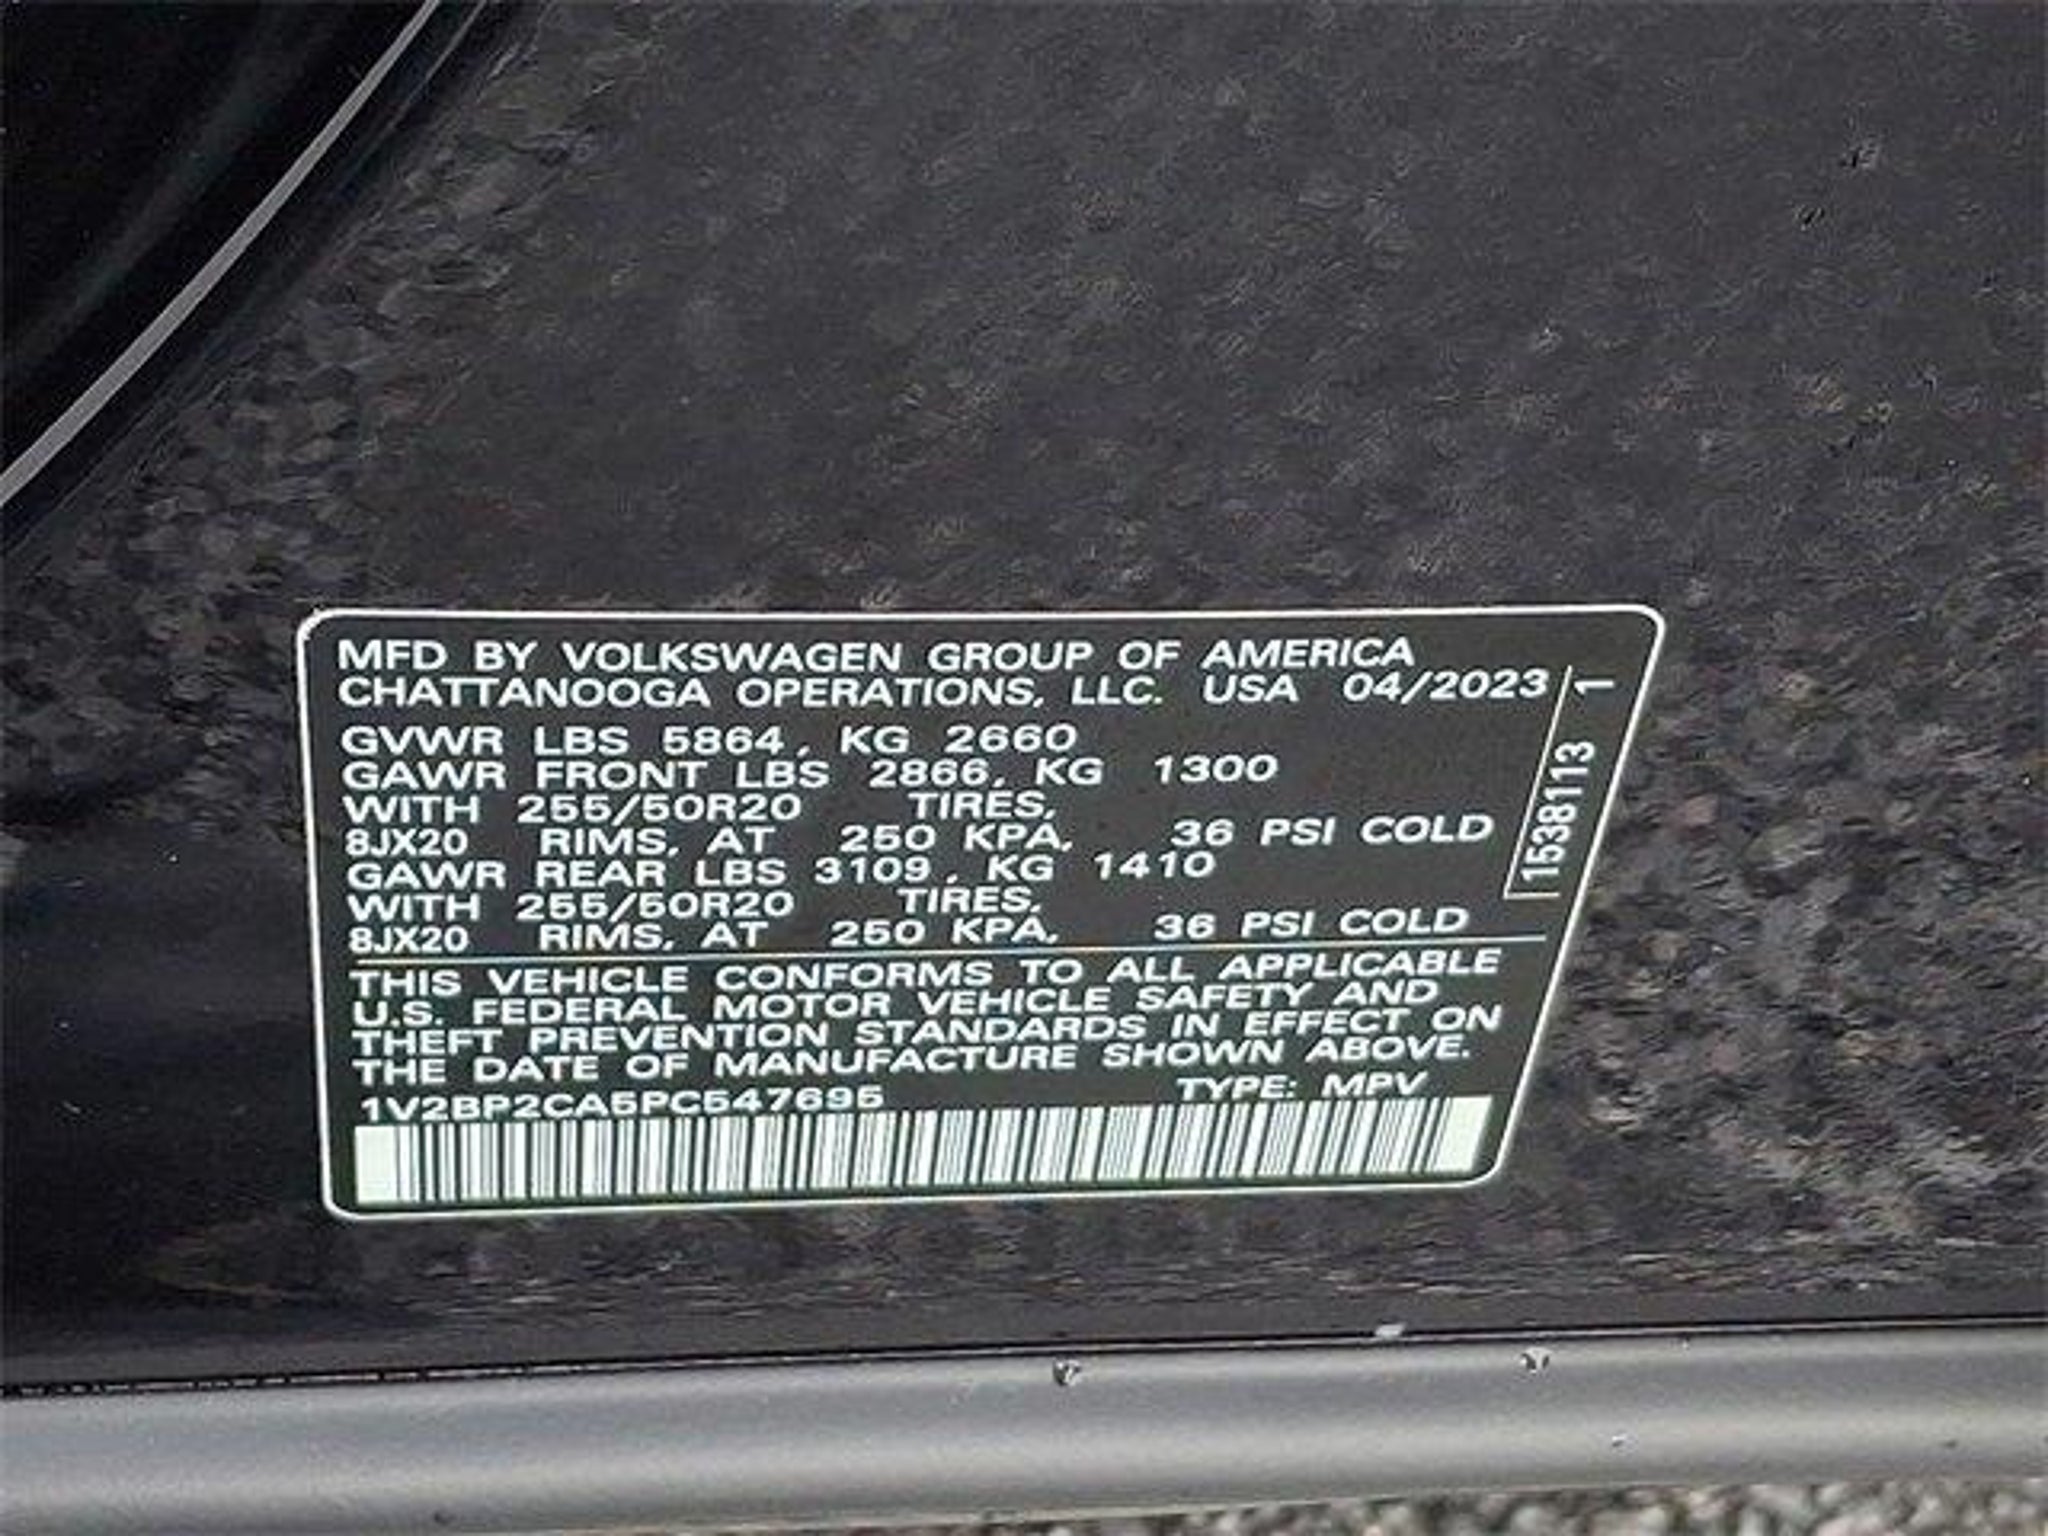 MFD BY VOLKSWAGEN GROUP OF AMERICA
CHATTANOOGA OPERATIONS, LLC. USA 04/2023
GVWR LBS 5864, KG 2660
GAWR FRONT LBS 2866, KG 1300
WITH 255/50R20 TIRES,
8JX20 RIMS, AT 250 KPA, 36 PSI COLD
GAWR REAR LBS 3109, KG 1410
WITH 255/50R20 TIRES,
8JX20 RIMS, AT 250 KPA, 36 PSI COLD
THIS VEHICLE CONFORMS TO ALL APPLICABLE
U.S. FEDERAL MOTOR VEHICLE SAFETY AND
THEFT PREVENTION STANDARDS IN EFFECT ON
THE DATE OF MANUFACTURE SHOWN ABOVE.
1V2BP2CA5PC547695 TYPE: MPV
1538113 1